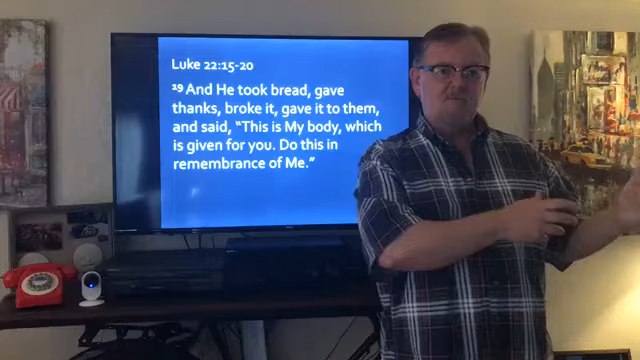 Luke 22:15-20
19 And He took bread, gave
thanks, broke it, gave it to them,
and said, “This is My body, which
is given for you. Do this in
remembrance of Me.”